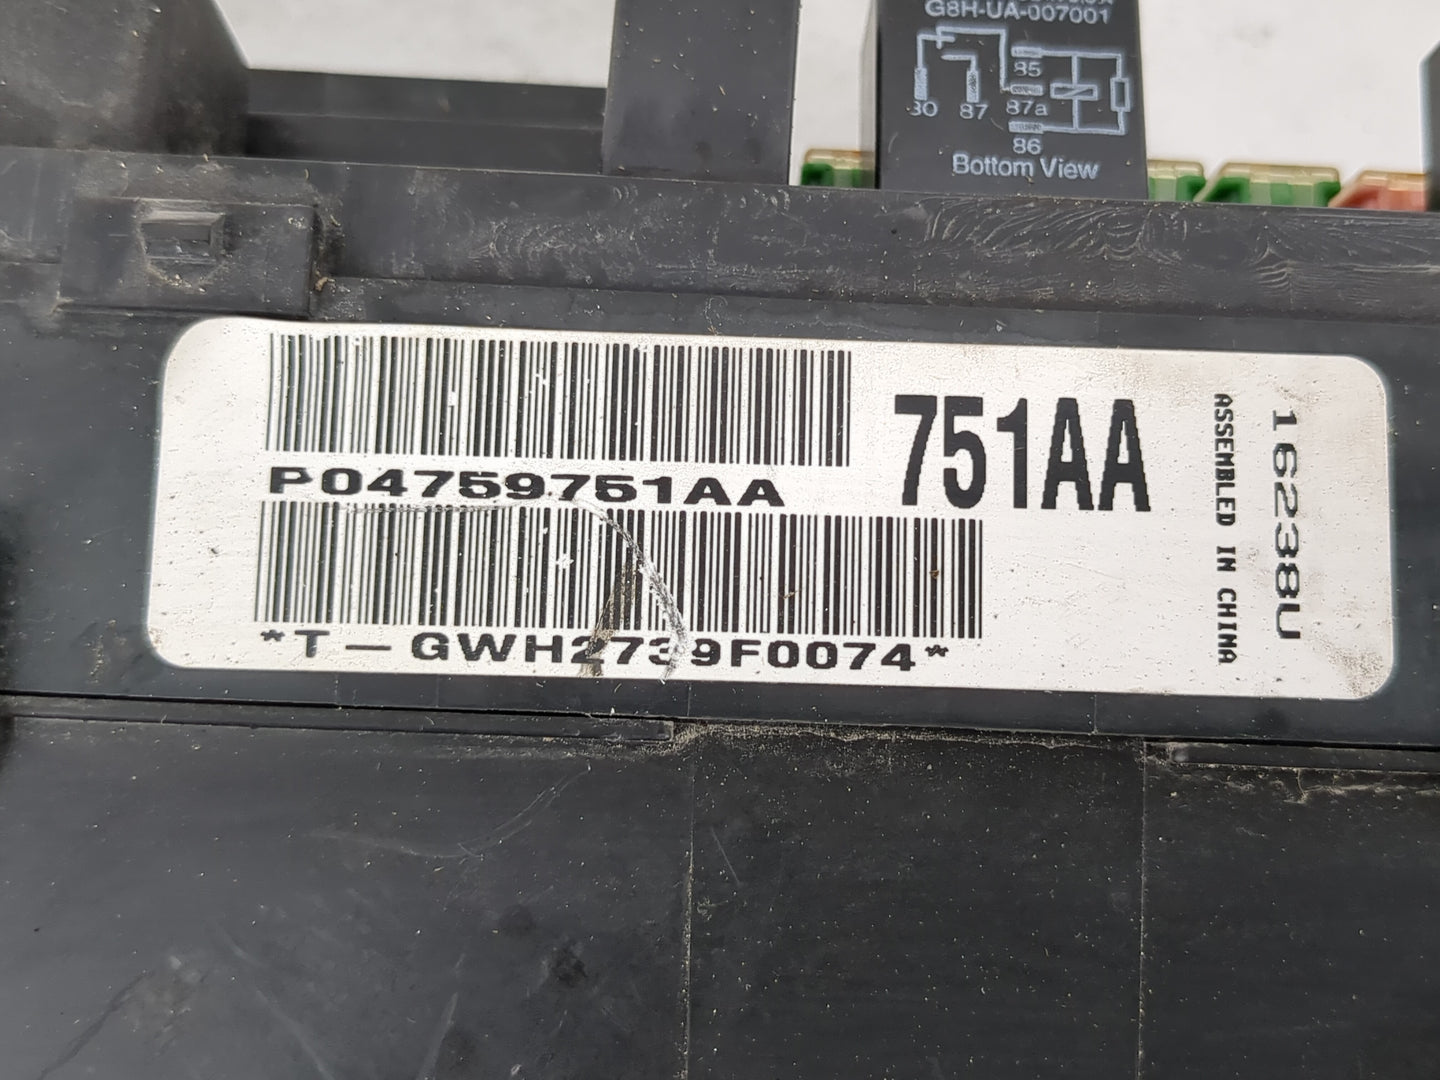 G8H-UA-007001
85
30 87 87a
86
Bottom View
P04759751AA
751AA
*T-GWH2739F0074*
ASSEMBLED IN CHINA
16238U